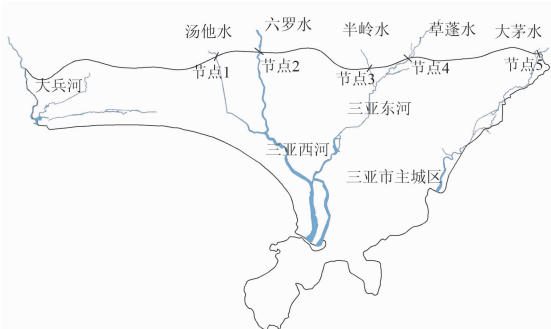 汤他水 六罗水 半岭水 草蓬水 大茅水
节点1 节点2 节点3 节点4 节点5
大兵河
三亚东河
三亚西河
三亚市主城区